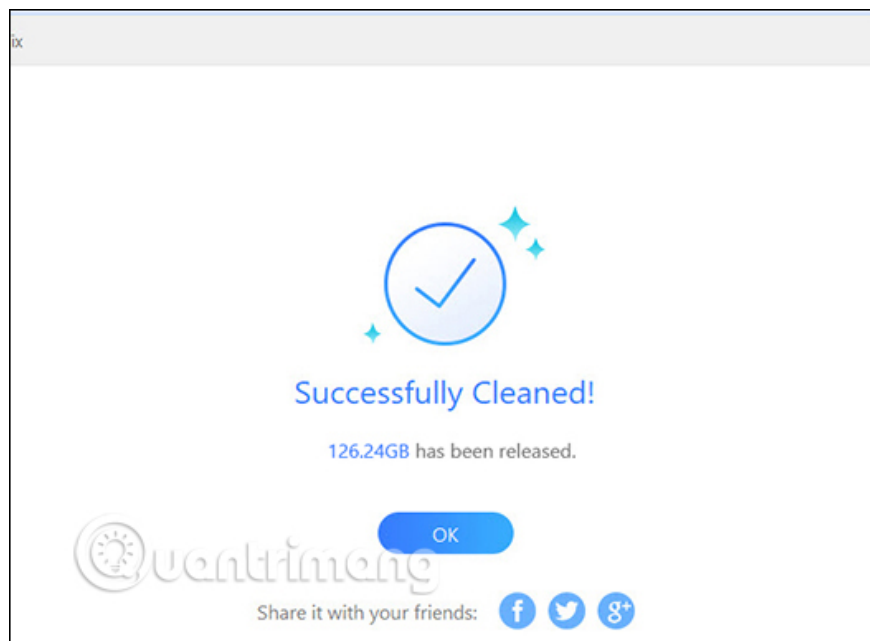 ix
Successfully Cleaned!
126.24GB has been released.
OK
Quantrimang
Share it with your friends: f g+